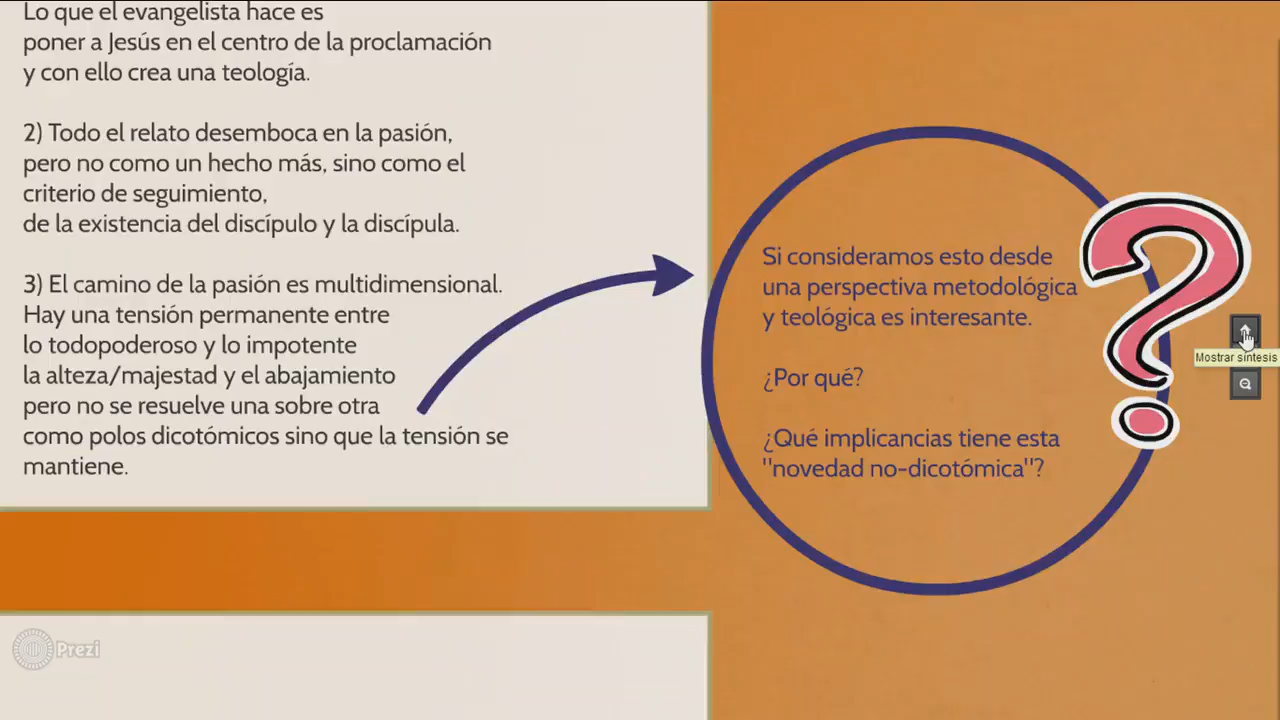 Lo que el evangelista hace es
poner a Jesús en el centro de la proclamación
y con ello crea una teología.
2) Todo el relato desemboca en la pasión,
pero no como un hecho más, sino como el
criterio de seguimiento,
de la existencia del discípulo y la discípula.
3) El camino de la pasión es multidimensional.
Hay una tensión permanente entre
lo todopoderoso y lo impotente
la alteza/majestad y el abajamiento
pero no se resuelve una sobre otra
como polos dicotómicos sino que la tensión se
mantiene.
Si consideramos esto desde
una perspectiva metodológica
y teológica es interesante.
¿Por qué?
¿Qué implicancias tiene esta
"novedad no-dicotómica"?
?
Mostrar síntesis
Prezi